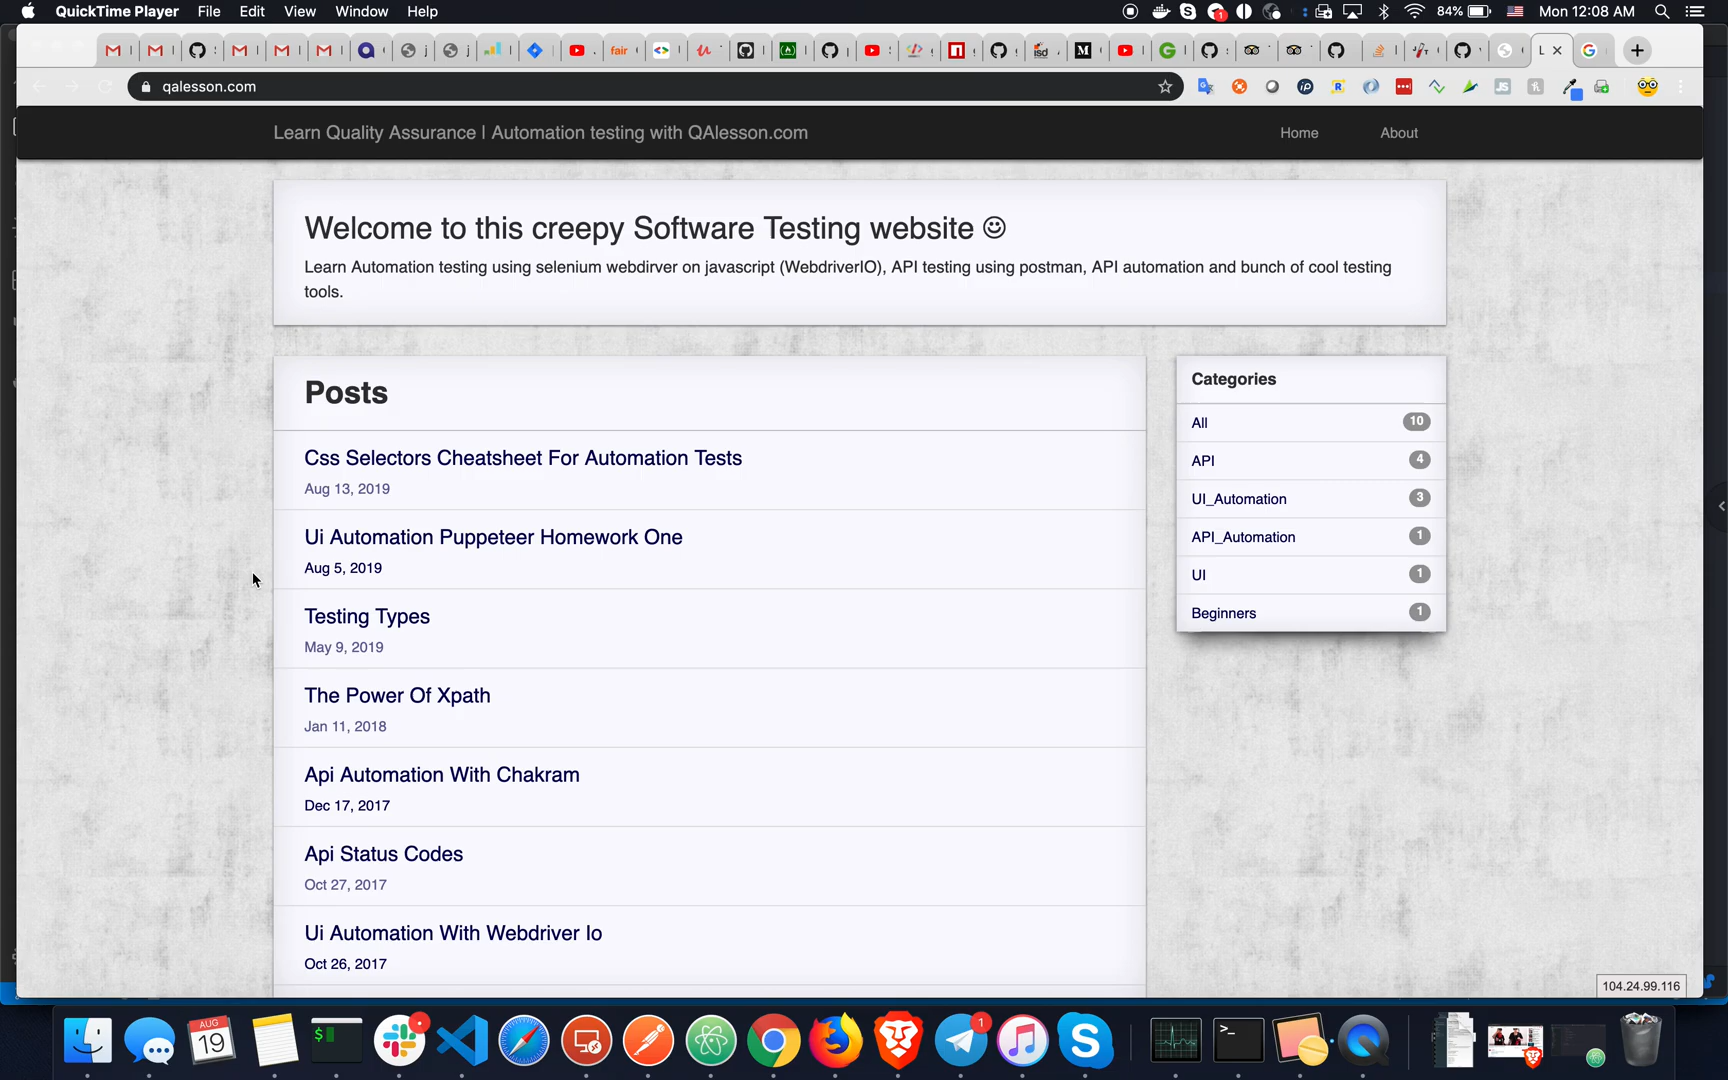 QuickTime Player File Edit View Window Help
84%
Mon 12:08 AM
qalesson.com
Learn Quality Assurance | Automation testing with QAlesson.com
Home About
Welcome to this creepy Software Testing website
Learn Automation testing using selenium webdirver on javascript (WebdriverIO), API testing using postman, API automation and bunch of cool testing
tools.
Posts
Css Selectors Cheatsheet For Automation Tests
Aug 13, 2019
Ui Automation Puppeteer Homework One
Aug 5, 2019
Testing Types
May 9, 2019
The Power Of Xpath
Jan 11, 2018
Api Automation With Chakram
Dec 17, 2017
Api Status Codes
Oct 27, 2017
Ui Automation With Webdriver Io
Oct 26, 2017
Categories
All 10
API 4
UI_Automation 3
API_Automation 1
UI 1
Beginners 1
104.24.99.116
AUG
19